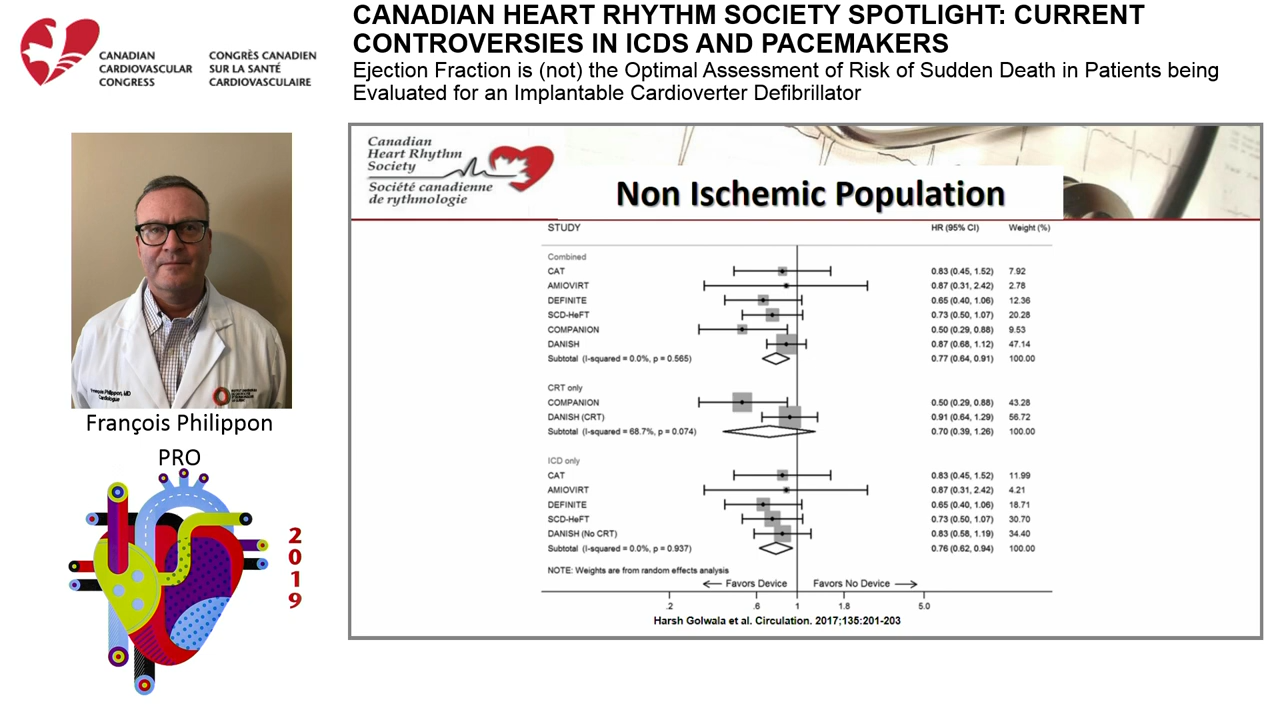 CANADIAN
CARDIOVASCULAR
CONGRESS
CONGRÈS CANADIEN
SUR LA SANTÉ
CARDIOVASCULAIRE
CANADIAN HEART RHYTHM SOCIETY SPOTLIGHT: CURRENT
CONTROVERSIES IN ICDS AND PACEMAKERS
Ejection Fraction is (not) the Optimal Assessment of Risk of Sudden Death in Patients being
Evaluated for an Implantable Cardioverter Defibrillator
François Philippon, MD
Cardiologue
François Philippon
PRO
2
0
1
9
Canadian
Heart Rhythm
Society
Société canadienne
de rythmologie
Non Ischemic Population
STUDY HR (95% CI) Weight (%)
Combined
CAT 0.83 (0.45, 1.52) 7.92
AMIOVIRT 0.87 (0.31, 2.42) 2.78
DEFINITE 0.65 (0.40, 1.06) 12.36
SCD-HeFT 0.73 (0.50, 1.07) 20.28
COMPANION 0.50 (0.29, 0.88) 9.53
DANISH 0.87 (0.68, 1.12) 47.14
Subtotal (I-squared = 0.0%, p = 0.565) 0.77 (0.64, 0.91) 100.00
CRT only
COMPANION 0.50 (0.29, 0.88) 43.28
DANISH (CRT) 0.91 (0.64, 1.29) 56.72
Subtotal (I-squared = 68.7%, p = 0.074) 0.70 (0.39, 1.26) 100.00
ICD only
CAT 0.83 (0.45, 1.52) 11.99
AMIOVIRT 0.87 (0.31, 2.42) 4.21
DEFINITE 0.65 (0.40, 1.06) 18.71
SCD-HeFT 0.73 (0.50, 1.07) 30.70
DANISH (No CRT) 0.83 (0.58, 1.19) 34.40
Subtotal (I-squared = 0.0%, p = 0.937) 0.76 (0.62, 0.94) 100.00
NOTE: Weights are from random effects analysis
Favors Device Favors No Device
.2 .6 1 1.8 5.0
Harsh Golwala et al. Circulation. 2017;135:201-203